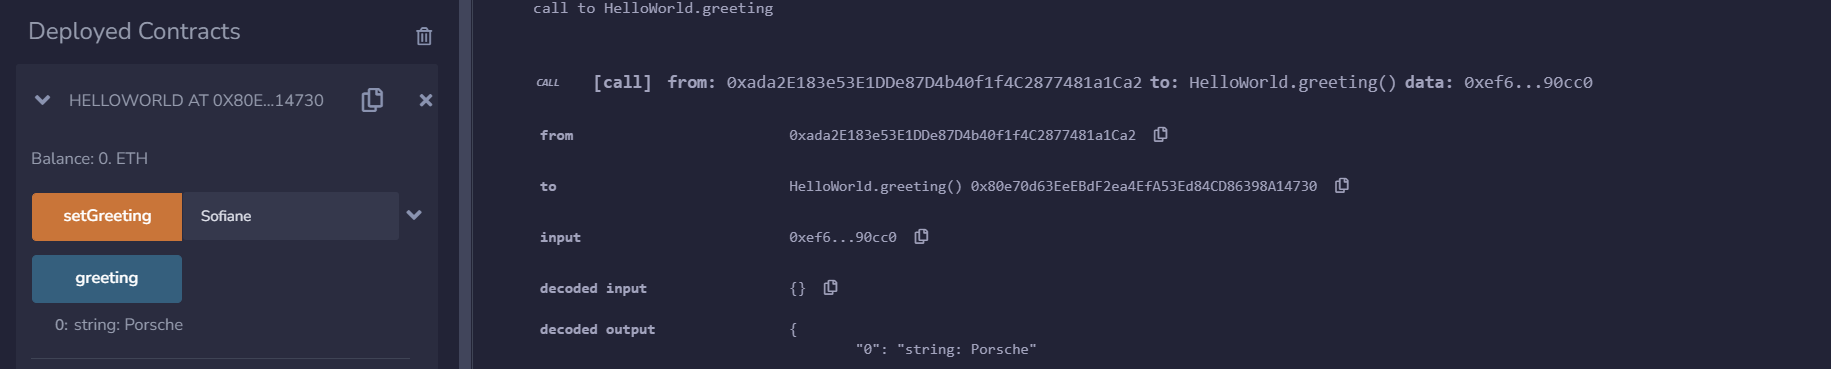 Deployed Contracts
HELLOWORLD AT 0X80E...14730
Balance: 0. ETH
setGreeting Sofiane
greeting
0: string: Porsche
call to HelloWorld.greeting
CALL [call] from: 0xada2E183e53E1DDe87D4b40f1f4C2877481a1Ca2 to: HelloWorld.greeting() data: 0xef6...90cc0
from 0xada2E183e53E1DDe87D4b40f1f4C2877481a1Ca2
to HelloWorld.greeting() 0x80e70d63EeEBdF2ea4EfA53Ed84CD86398A14730
input 0xef6...90cc0
decoded input {}
decoded output {
"0": "string: Porsche"